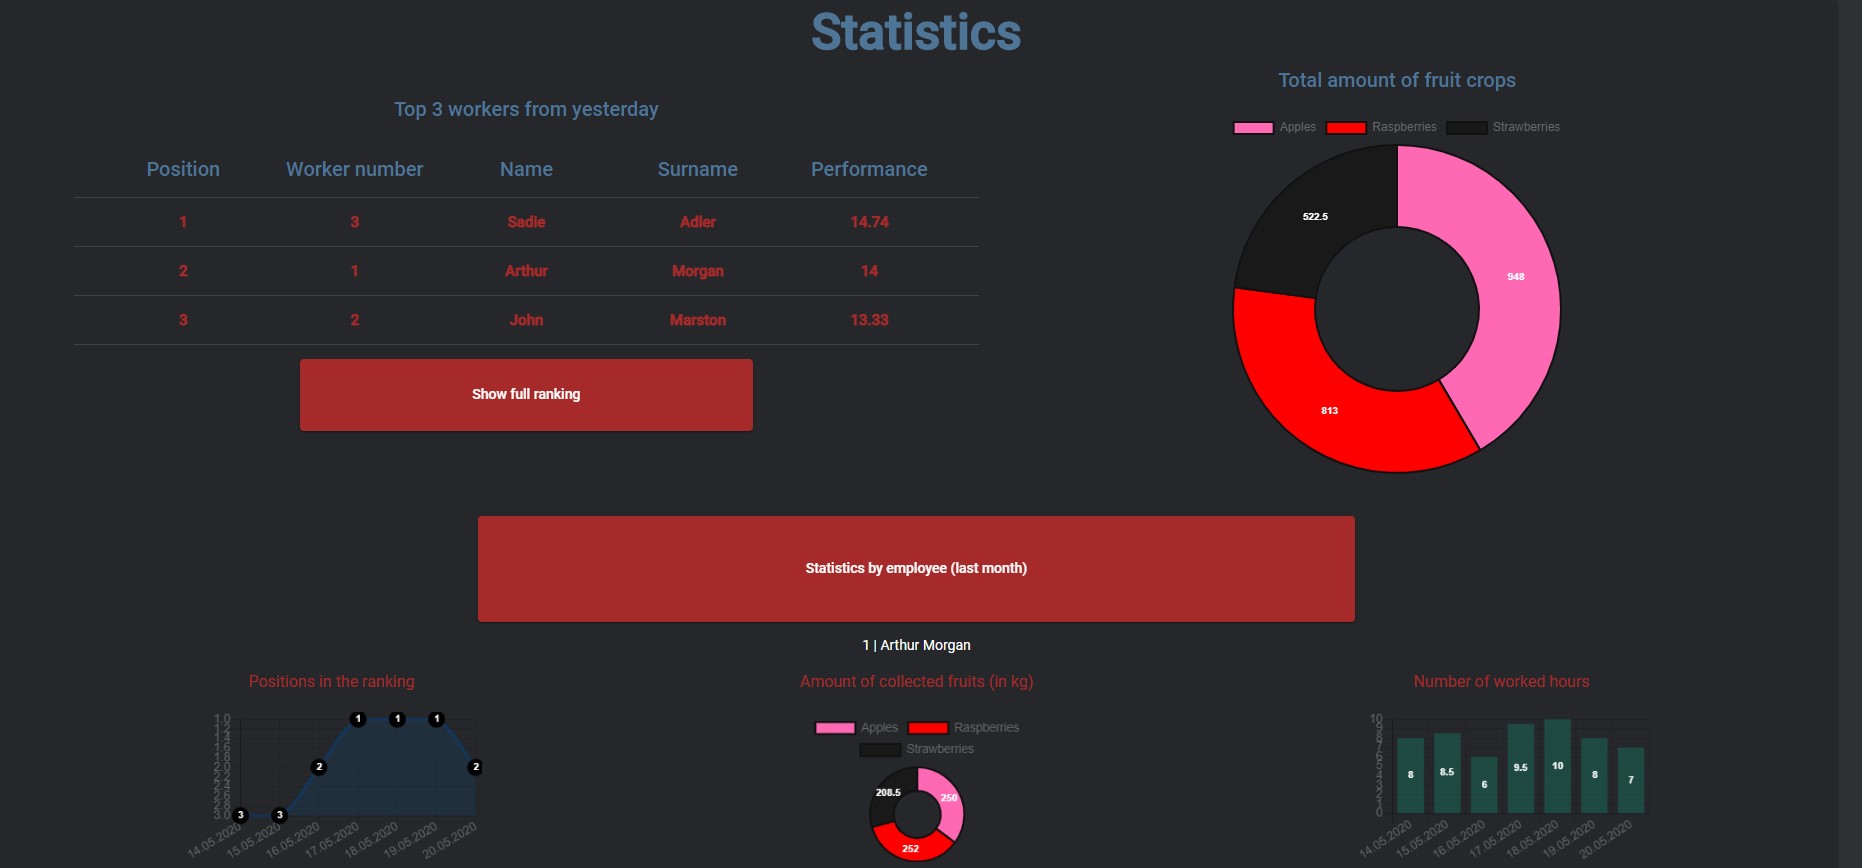 Statistics
Top 3 workers from yesterday
Position Worker number Name Surname Performance
1 3 Sadie Adler 14.74
2 1 Arthur Morgan 14
3 2 John Marston 13.33
Show full ranking
Total amount of fruit crops
Apples Raspberries Strawberries
522.5
948
813
Statistics by employee (last month)
1 | Arthur Morgan
Positions in the ranking
1.0
1.2
1.4
1.6
1.8
2.0
2.2
2.4
2.6
2.8
3.0
3 3 2 1 1 1 2
14.05.2020 15.05.2020 16.05.2020 17.05.2020 18.05.2020 19.05.2020 20.05.2020
Amount of collected fruits (in kg)
Apples Raspberries
Strawberries
208.5
250
252
Number of worked hours
10
9
8
7
6
5
4
3
2
1
0
8 8.5 6 9.5 10 8 7
14.05.2020 15.05.2020 16.05.2020 17.05.2020 18.05.2020 19.05.2020 20.05.2020